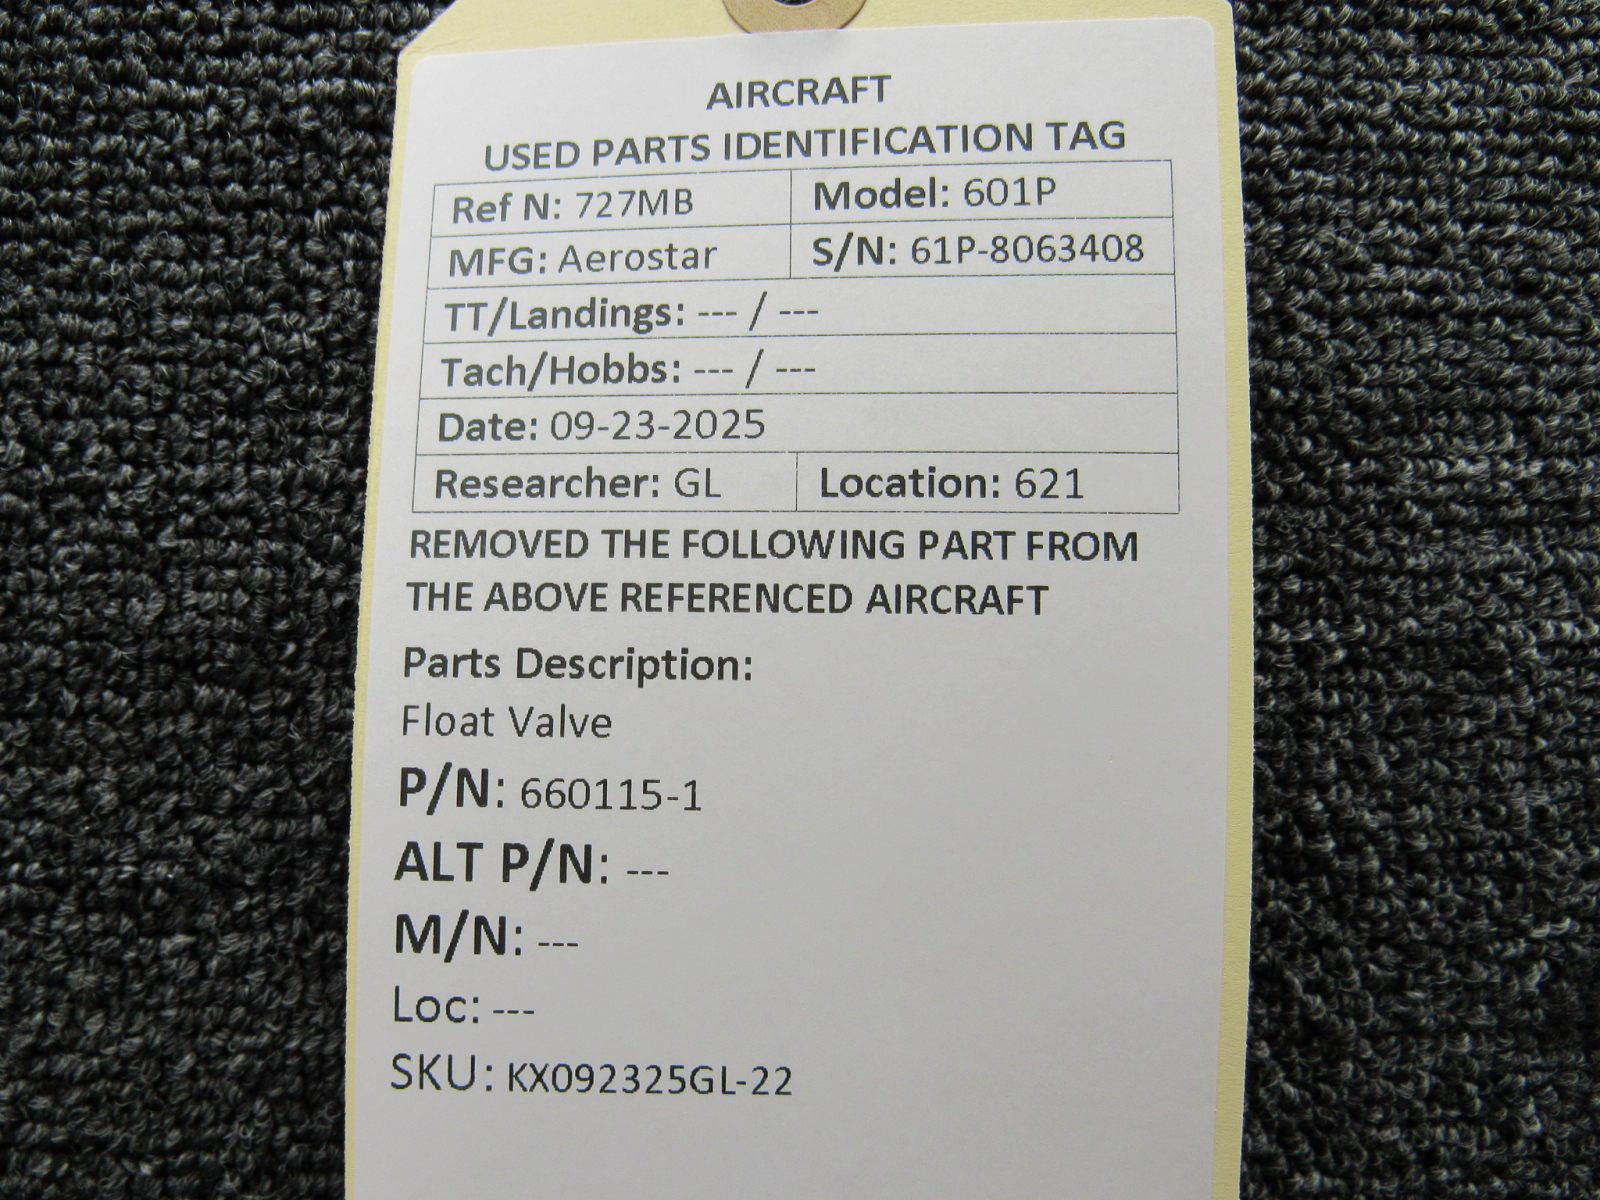 AIRCRAFT
USED PARTS IDENTIFICATION TAG
Ref N: 727MB Model: 601P
MFG: Aerostar S/N: 61P-8063408
TT/Landings: --- / ---
Tach/Hobbs: --- / ---
Date: 09-23-2025
Researcher: GL Location: 621
REMOVED THE FOLLOWING PART FROM
THE ABOVE REFERENCED AIRCRAFT
Parts Description:
Float Valve
P/N: 660115-1
ALT P/N: ---
M/N: ---
Loc: ---
SKU: KX092325GL-22